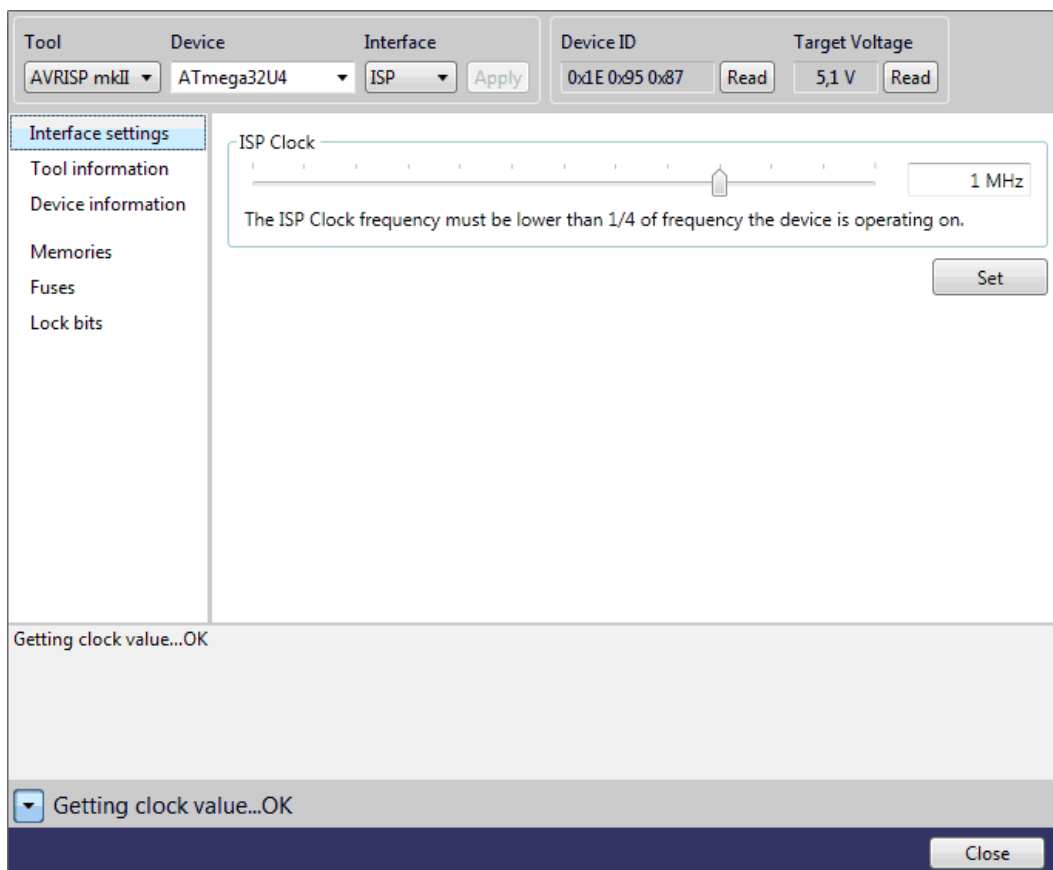 Tool Device Interface Device ID Target Voltage
AVRISP mkII ATmega32U4 ISP Apply 0x1E 0x95 0x87 Read 5,1 V Read
Interface settings
Tool information
Device information
Memories
Fuses
Lock bits
ISP Clock
1 MHz
The ISP Clock frequency must be lower than 1/4 of frequency the device is operating on.
Set
Getting clock value...OK
Getting clock value...OK
Close